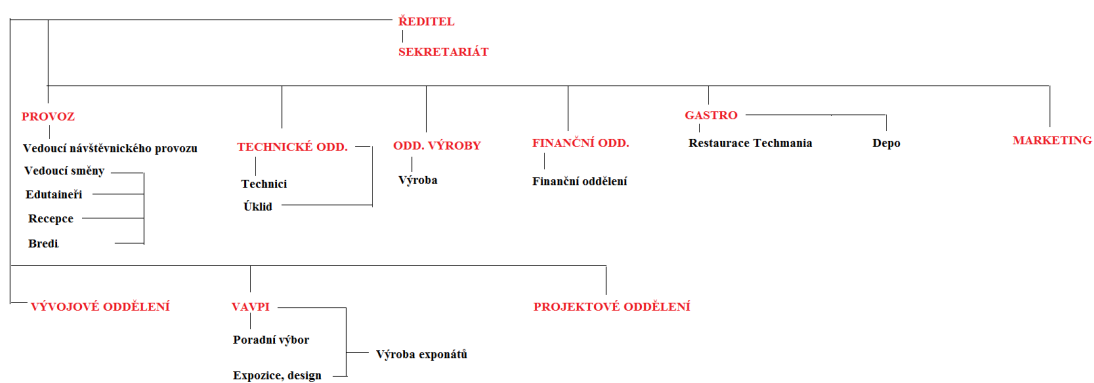 ŘEDITEL
SEKRETARIÁT
PROVOZ
Vedoucí návštěvnického provozu
Vedoucí směny
Edutaineři
Recepce
Bredi
TECHNICKÉ ODD.
Technici
Úklid
ODD. VÝROBY
Výroba
FINANČNÍ ODD.
Finanční oddělení
GASTRO
Restaurace Techmania
Depo
MARKETING
VÝVOJOVÉ ODDĚLENÍ
VAVPI
Poradní výbor
Expozice, design
Výroba exponátů
PROJEKTOVÉ ODDĚLENÍ